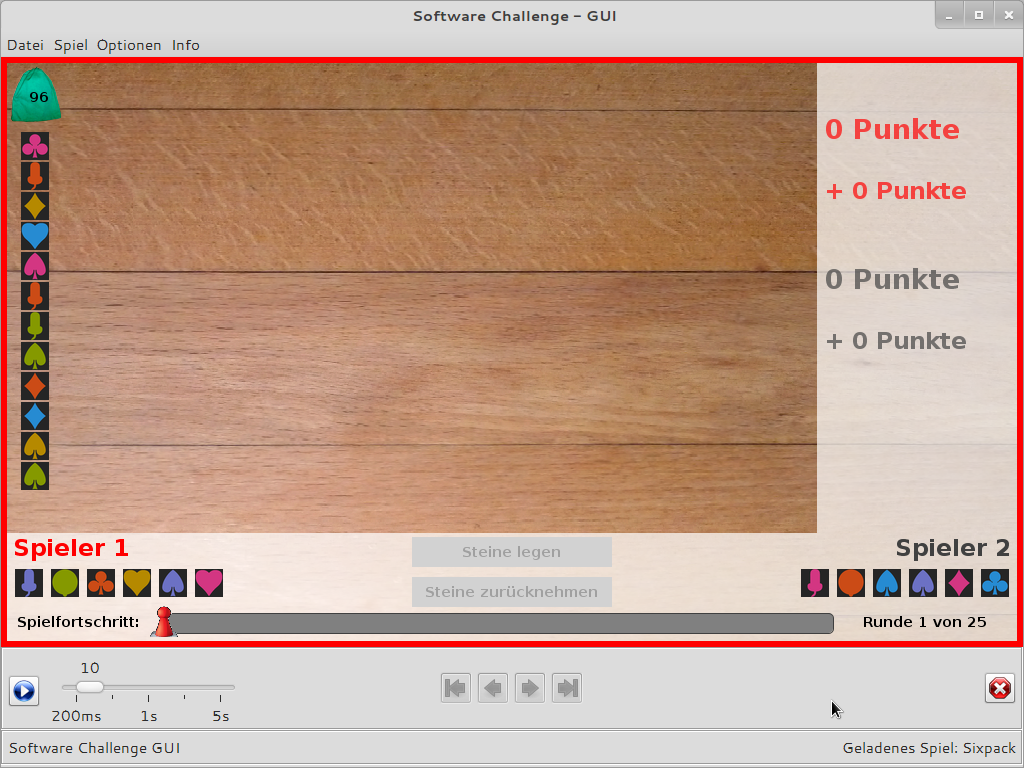 Software Challenge - GUI
Datei Spiel Optionen Info
96
0 Punkte
+ 0 Punkte
0 Punkte
+ 0 Punkte
Spieler 1
Steine legen
Spieler 2
Steine zurücknehmen
Spielfortschritt:
Runde 1 von 25
10
200ms 1s 5s
Software Challenge GUI
Geladenes Spiel: Sixpack